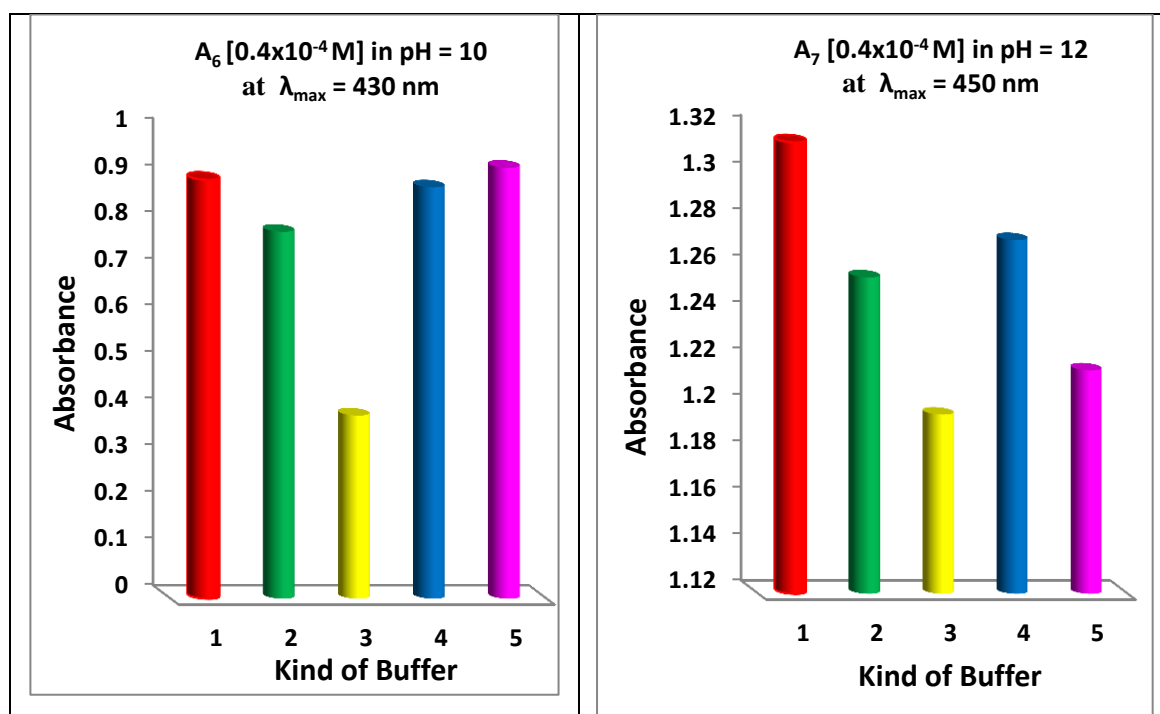 A₆ [0.4x10⁻⁴ M] in pH = 10
at λmax = 430 nm
1
0.9
0.8
0.7
0.6
0.5
0.4
0.3
0.2
0.1
0
Absorbance
1 2 3 4 5
Kind of Buffer
A₇ [0.4x10⁻⁴ M] in pH = 12
at λmax = 450 nm
1.32
1.3
1.28
1.26
1.24
1.22
1.2
1.18
1.16
1.14
1.12
Absorbance
1 2 3 4 5
Kind of Buffer